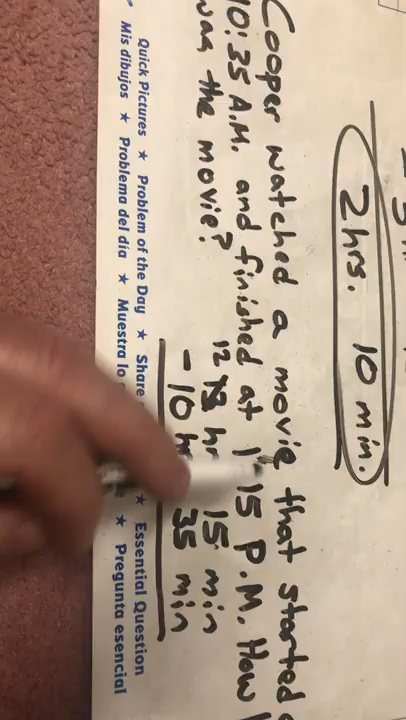 2 hrs. 10 min.
Cooper watched a movie that started
10:35 A.M. and finished at 1:15 P.M. How
was the movie?
12 13 hr 15 min
- 10 h 35 min
Quick Pictures ★ Problem of the Day ★ Share ★ Essential Question
Mis dibujos ★ Problema del día ★ Muestra lo ★ Pregunta esencial